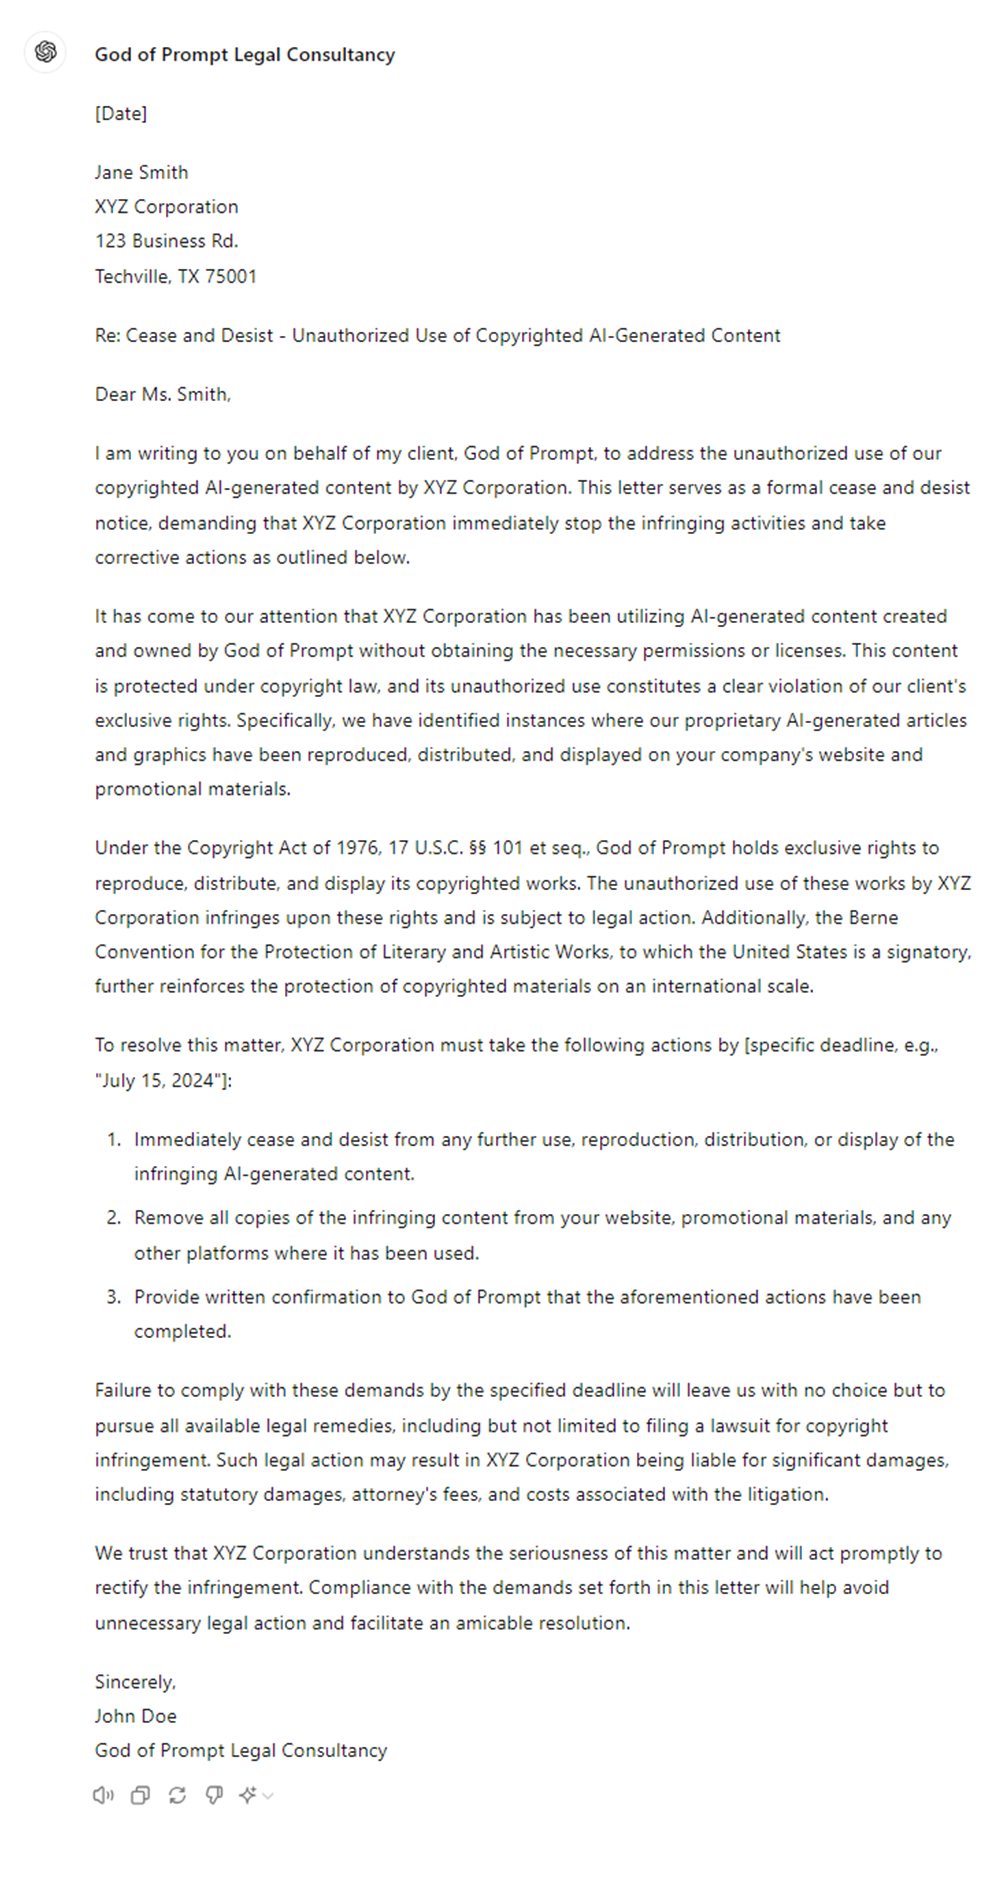 God of Prompt Legal Consultancy
[Date]
Jane Smith
XYZ Corporation
123 Business Rd.
Techville, TX 75001
Re: Cease and Desist - Unauthorized Use of Copyrighted AI-Generated Content
Dear Ms. Smith,
I am writing to you on behalf of my client, God of Prompt, to address the unauthorized use of our
copyrighted AI-generated content by XYZ Corporation. This letter serves as a formal cease and desist
notice, demanding that XYZ Corporation immediately stop the infringing activities and take
corrective actions as outlined below.
It has come to our attention that XYZ Corporation has been utilizing AI-generated content created
and owned by God of Prompt without obtaining the necessary permissions or licenses. This content
is protected under copyright law, and its unauthorized use constitutes a clear violation of our client's
exclusive rights. Specifically, we have identified instances where our proprietary AI-generated articles
and graphics have been reproduced, distributed, and displayed on your company's website and
promotional materials.
Under the Copyright Act of 1976, 17 U.S.C. §§ 101 et seq., God of Prompt holds exclusive rights to
reproduce, distribute, and display its copyrighted works. The unauthorized use of these works by XYZ
Corporation infringes upon these rights and is subject to legal action. Additionally, the Berne
Convention for the Protection of Literary and Artistic Works, to which the United States is a signatory,
further reinforces the protection of copyrighted materials on an international scale.
To resolve this matter, XYZ Corporation must take the following actions by [specific deadline, e.g.,
"July 15, 2024"]:
1. Immediately cease and desist from any further use, reproduction, distribution, or display of the
infringing AI-generated content.
2. Remove all copies of the infringing content from your website, promotional materials, and any
other platforms where it has been used.
3. Provide written confirmation to God of Prompt that the aforementioned actions have been
completed.
Failure to comply with these demands by the specified deadline will leave us with no choice but to
pursue all available legal remedies, including but not limited to filing a lawsuit for copyright
infringement. Such legal action may result in XYZ Corporation being liable for significant damages,
including statutory damages, attorney's fees, and costs associated with the litigation.
We trust that XYZ Corporation understands the seriousness of this matter and will act promptly to
rectify the infringement. Compliance with the demands set forth in this letter will help avoid
unnecessary legal action and facilitate an amicable resolution.
Sincerely,
John Doe
God of Prompt Legal Consultancy